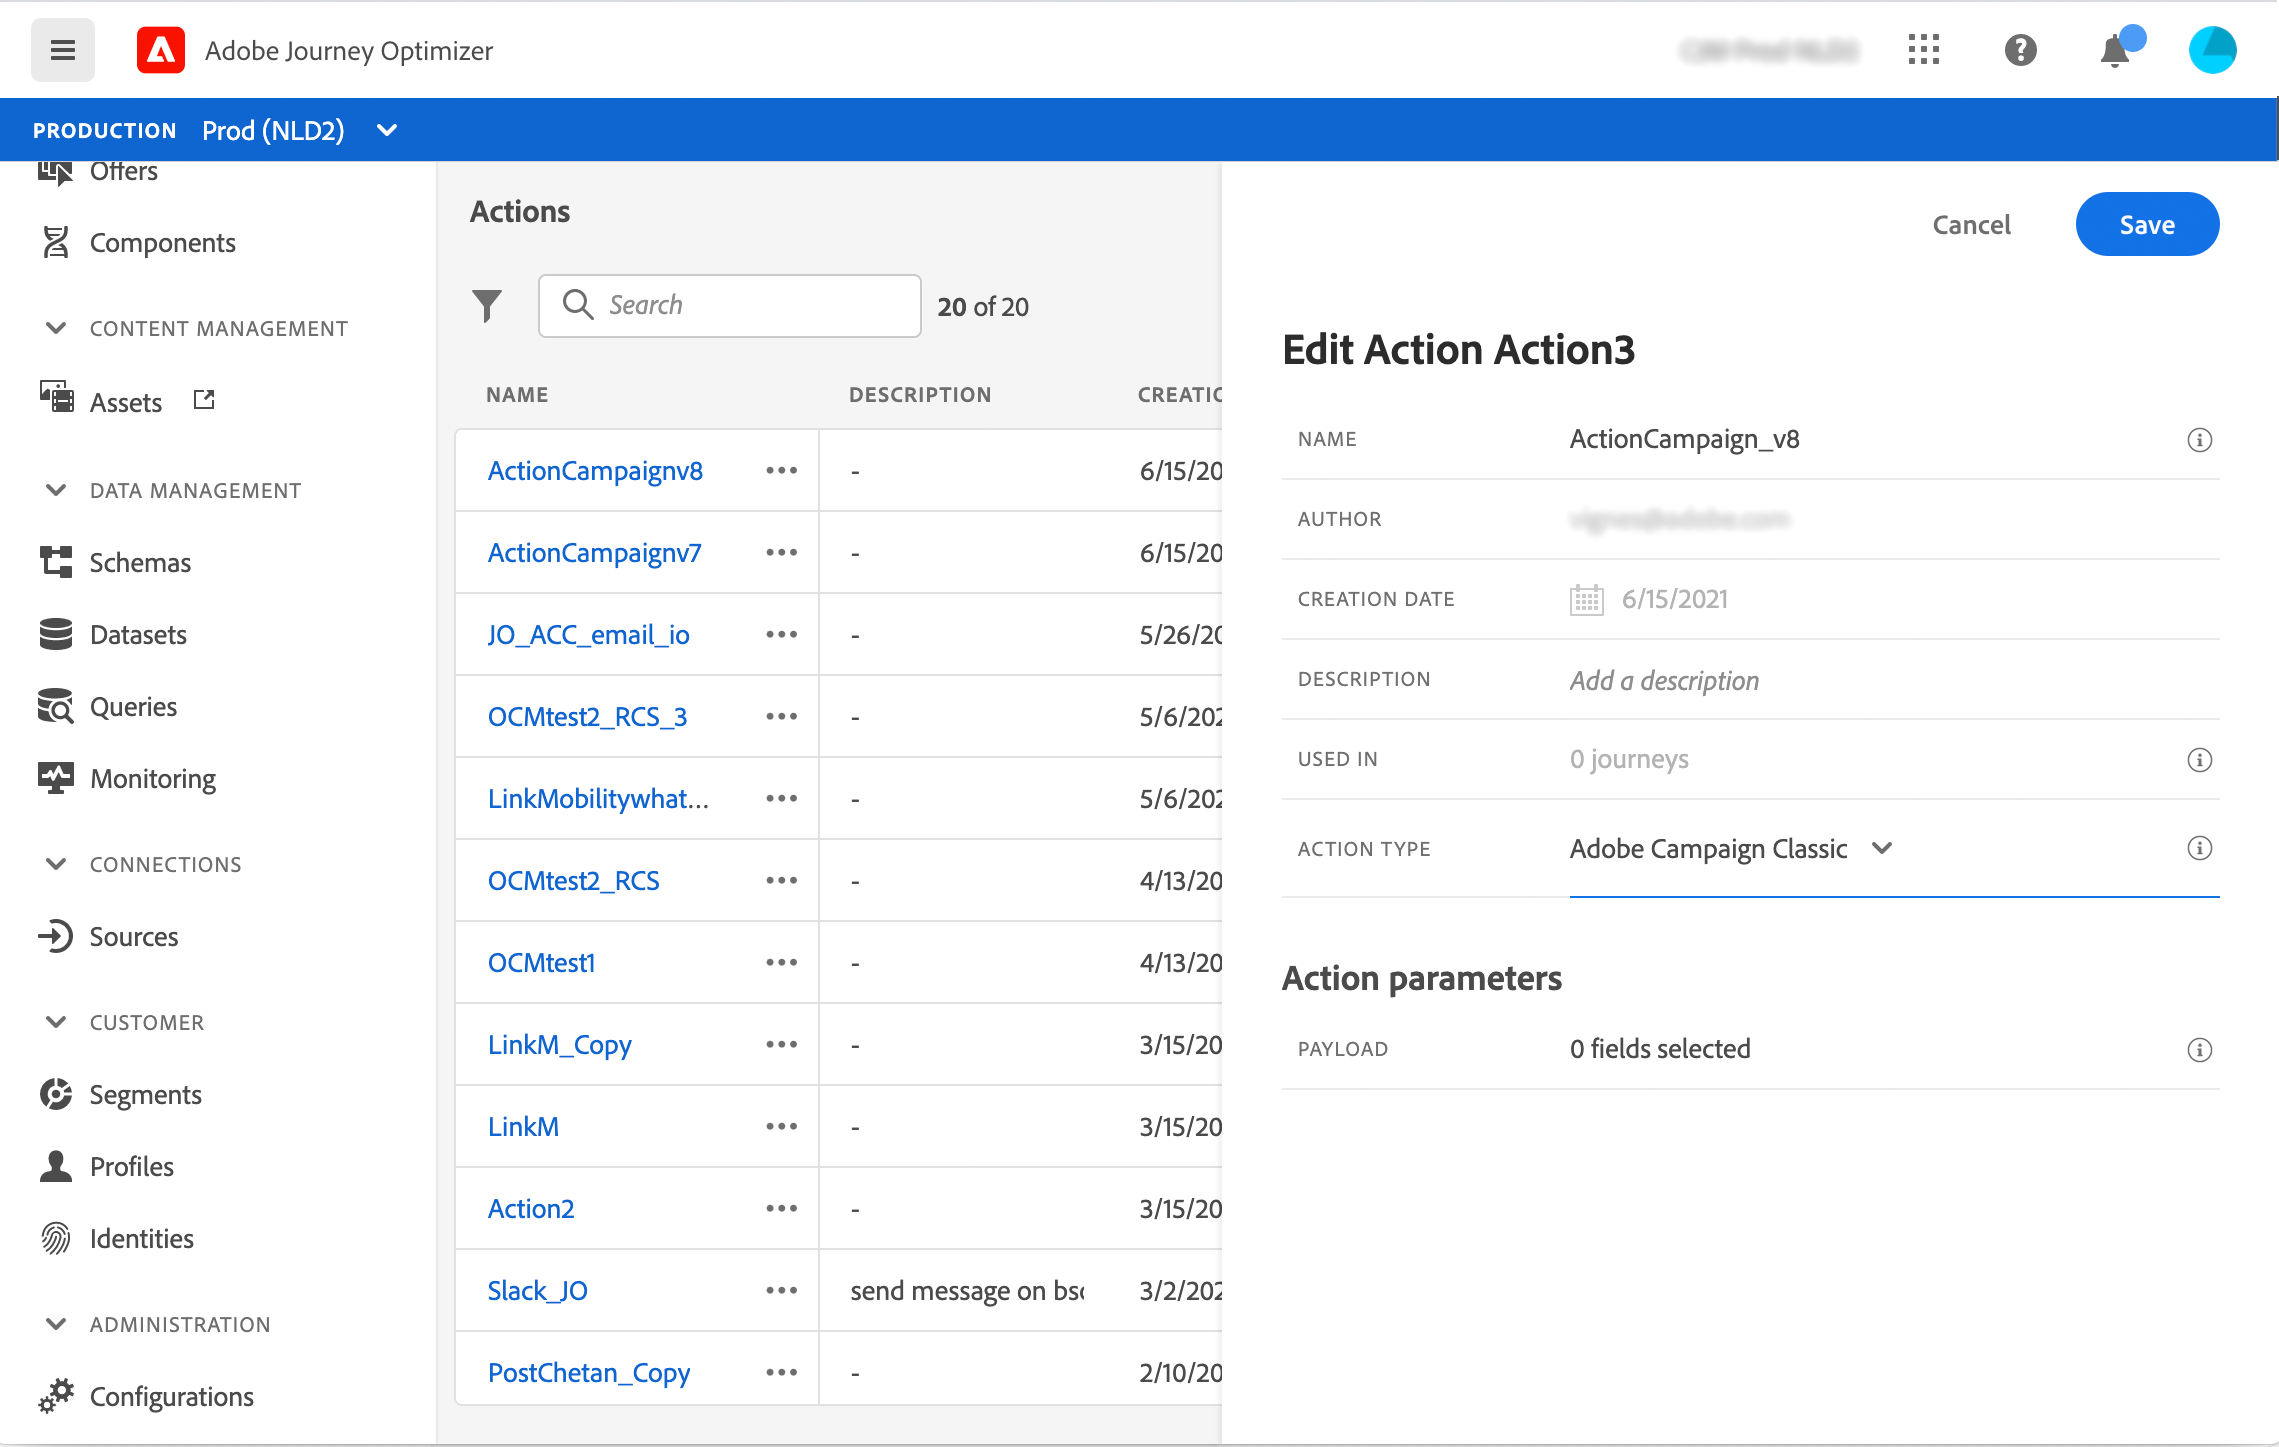 Adobe Journey Optimizer
PRODUCTION Prod (NLD2)
Offers
Components
CONTENT MANAGEMENT
Assets
DATA MANAGEMENT
Schemas
Datasets
Queries
Monitoring
CONNECTIONS
Sources
CUSTOMER
Segments
Profiles
Identities
ADMINISTRATION
Configurations
Actions
Search
20 of 20
NAME DESCRIPTION CREATIO
ActionCampaignv8 ••• - 6/15/20
ActionCampaignv7 ••• - 6/15/20
JO_ACC_email_io ••• - 5/26/20
OCMtest2_RCS_3 ••• - 5/6/202
LinkMobilitywhat... ••• - 5/6/202
OCMtest2_RCS ••• - 4/13/20
OCMtest1 ••• - 4/13/20
LinkM_Copy ••• - 3/15/20
LinkM ••• - 3/15/20
Action2 ••• - 3/15/20
Slack_JO ••• send message on bsc 3/2/202
PostChetan_Copy ••• - 2/10/20
Cancel
Save
Edit Action Action3
NAME ActionCampaign_v8
AUTHOR
CREATION DATE 6/15/2021
DESCRIPTION Add a description
USED IN 0 journeys
ACTION TYPE Adobe Campaign Classic
Action parameters
PAYLOAD 0 fields selected